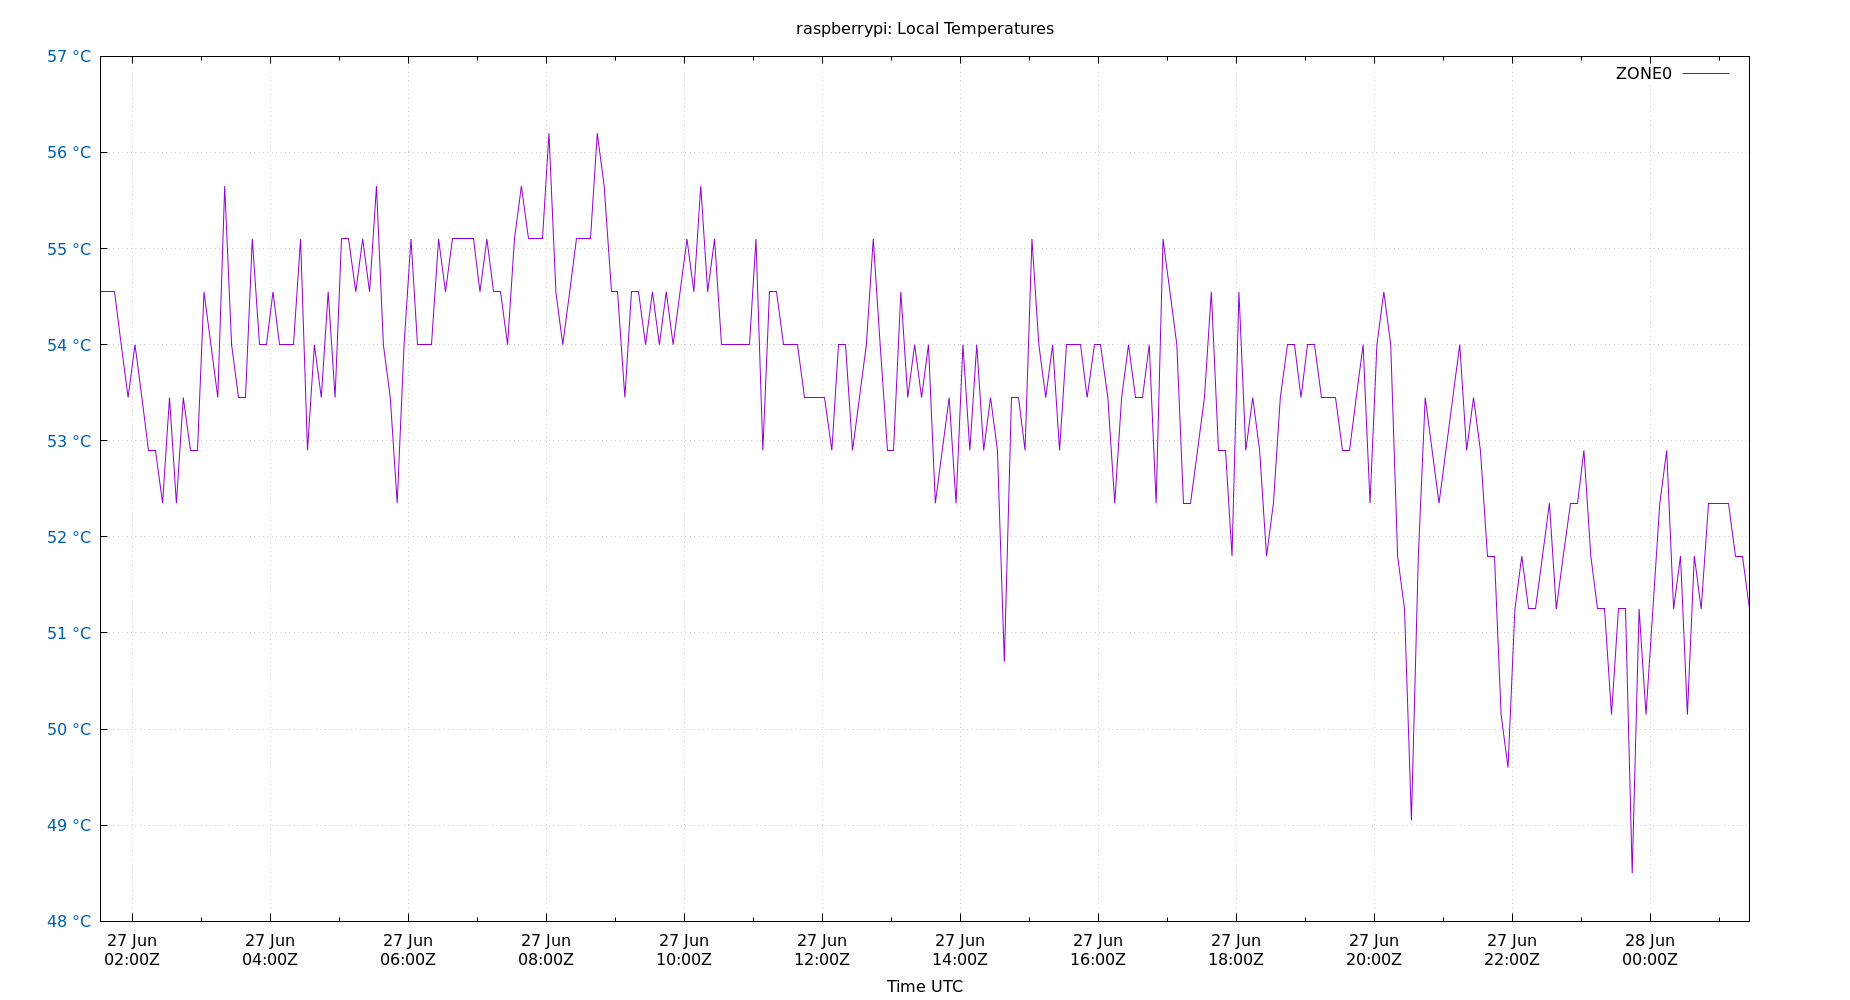 raspberrypi: Local Temperatures
57 °C
ZONE0
56 °C
55 °C
54 °C
53 °C
52 °C
51 °C
50 °C
49 °C
48 °C
27 Jun 27 Jun 27 Jun 27 Jun 27 Jun 27 Jun 27 Jun 27 Jun 27 Jun 27 Jun 27 Jun 28 Jun
02:00Z 04:00Z 06:00Z 08:00Z 10:00Z 12:00Z 14:00Z 16:00Z 18:00Z 20:00Z 22:00Z 00:00Z
Time UTC